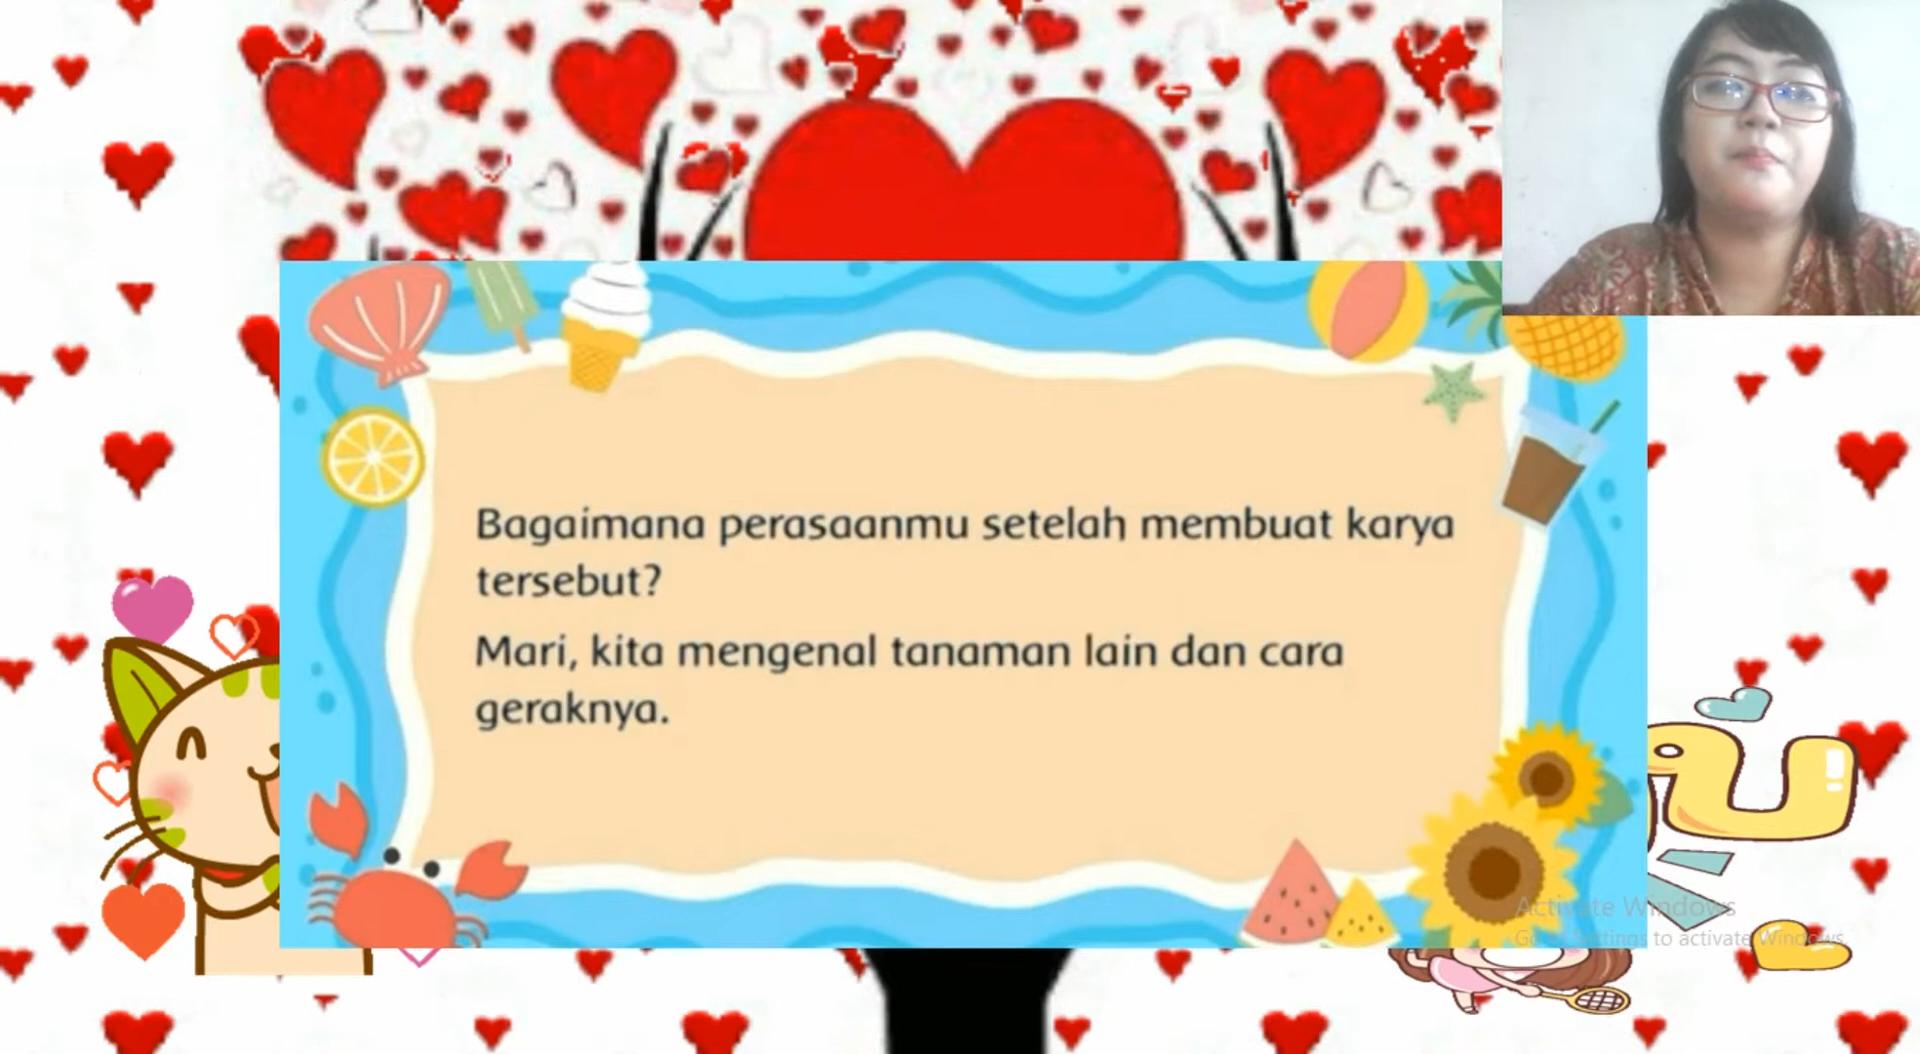 Bagaimana perasaanmu setelah membuat karya
tersebut?
Mari, kita mengenal tanaman lain dan cara
geraknya.
Activate Windows
Go to Settings to activate Windows.